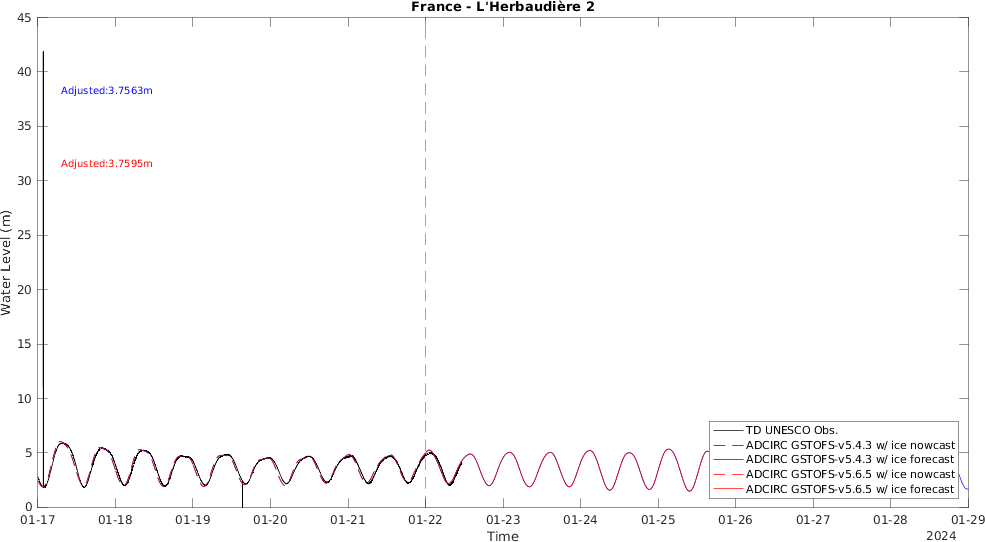 France - L'Herbaudière 2
45
40
35
30
25
20
15
10
5
0
Water Level (m)
Adjusted:3.7563m
Adjusted:3.7595m
TD UNESCO Obs.
ADCIRC GSTOFS-v5.4.3 w/ ice nowcast
ADCIRC GSTOFS-v5.4.3 w/ ice forecast
ADCIRC GSTOFS-v5.6.5 w/ ice nowcast
ADCIRC GSTOFS-v5.6.5 w/ ice forecast
01-17 01-18 01-19 01-20 01-21 01-22 01-23 01-24 01-25 01-26 01-27 01-28 01-29
Time
2024